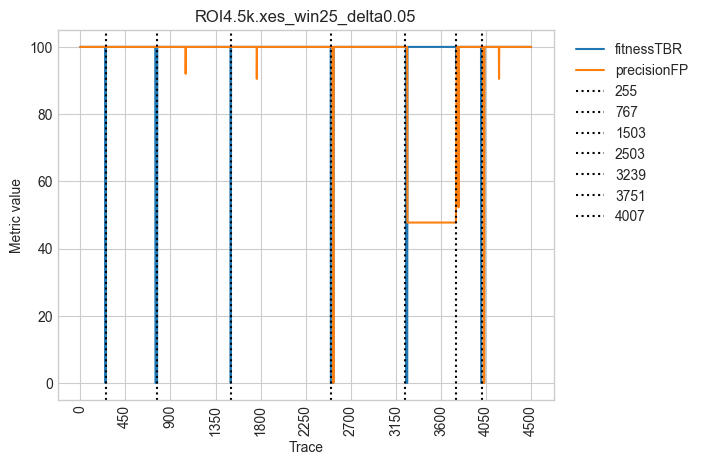 ROI4.5k.xes_win25_delta0.05
fitnessTBR
precisionFP
255
767
1503
2503
3239
3751
4007
Metric value
100
80
60
40
20
0
0 450 900 1350 1800 2250 2700 3150 3600 4050 4500
Trace